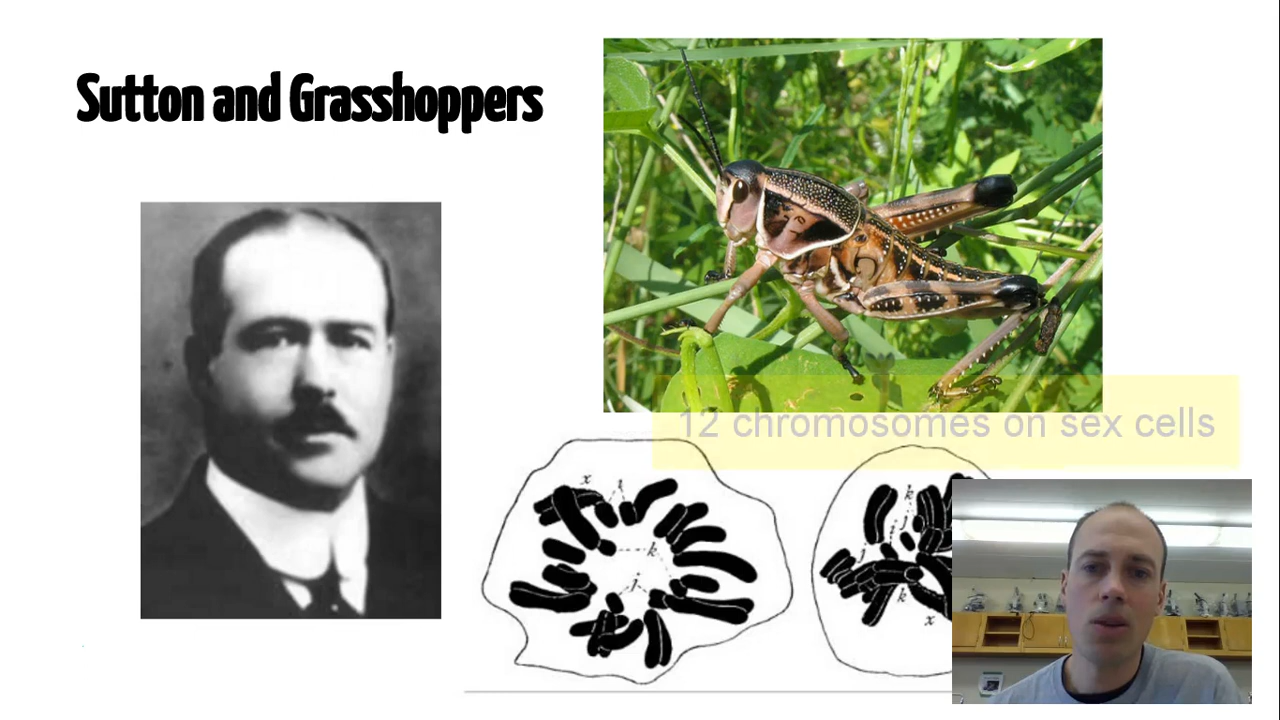 Sutton and Grasshoppers
12 chromosomes on sex cells
x
k
j
k
i
k
x